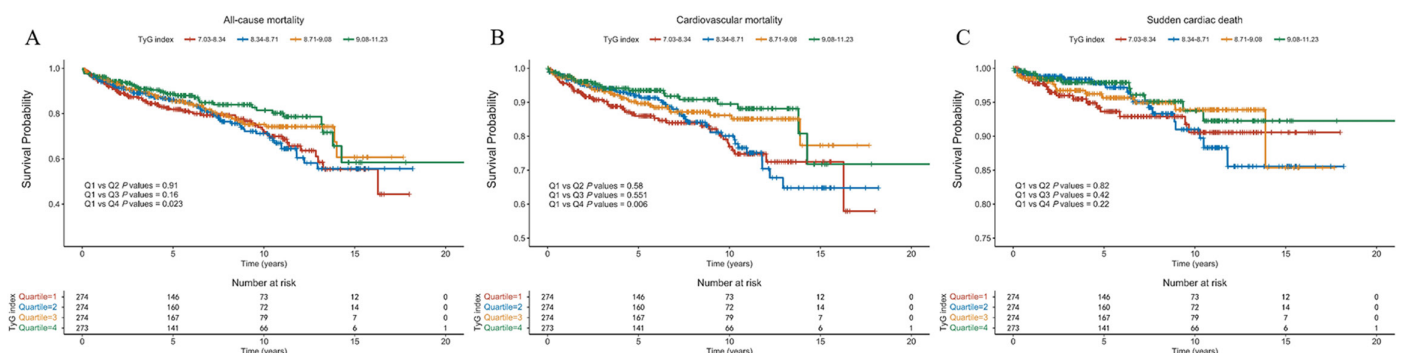 A
All-cause mortality
TyG index 7.03-8.34 8.34-8.71 8.71-9.08 9.08-11.23
Survival Probability
1.0
0.8
0.6
0.4
Q1 vs Q2 P values = 0.91
Q1 vs Q3 P values = 0.16
Q1 vs Q4 P values = 0.023
0 5 10 15 20
Time (years)
Number at risk
TyG index
Quartile=1 274 146 73 12 0
Quartile=2 274 160 72 14 0
Quartile=3 274 167 79 7 0
Quartile=4 273 141 66 6 1
0 5 10 15 20
Time (years)
B
Cardiovascular mortality
TyG index 7.03-8.34 8.34-8.71 8.71-9.08 9.08-11.23
Survival Probability
1.0
0.9
0.8
0.7
0.6
0.5
Q1 vs Q2 P values = 0.58
Q1 vs Q3 P values = 0.551
Q1 vs Q4 P values = 0.006
0 5 10 15 20
Time (years)
Number at risk
TyG index
Quartile=1 274 146 73 12 0
Quartile=2 274 160 72 14 0
Quartile=3 274 167 79 7 0
Quartile=4 273 141 66 6 1
0 5 10 15 20
Time (years)
C
Sudden cardiac death
TyG index 7.03-8.34 8.34-8.71 8.71-9.08 9.08-11.23
Survival Probability
1.00
0.95
0.90
0.85
0.80
0.75
Q1 vs Q2 P values = 0.82
Q1 vs Q3 P values = 0.42
Q1 vs Q4 P values = 0.22
0 5 10 15 20
Time (years)
Number at risk
TyG index
Quartile=1 274 146 73 12 0
Quartile=2 274 160 72 14 0
Quartile=3 274 167 79 7 0
Quartile=4 273 141 66 6 1
0 5 10 15 20
Time (years)